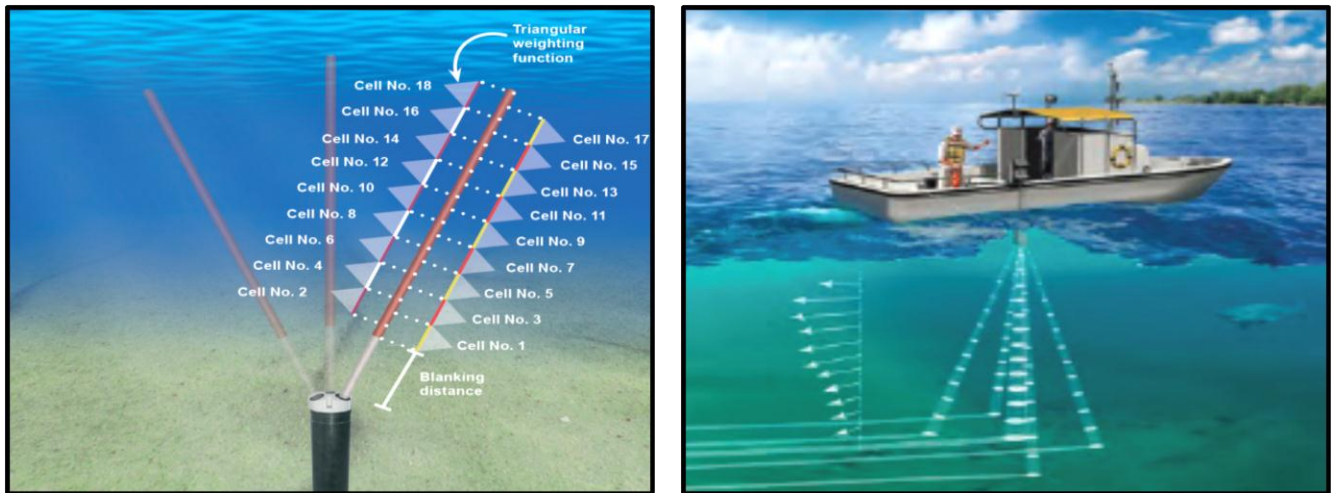 Triangular
weighting
function
Cell No. 18
Cell No. 16
Cell No. 14
Cell No. 12
Cell No. 10
Cell No. 8
Cell No. 6
Cell No. 4
Cell No. 2
Cell No. 17
Cell No. 15
Cell No. 13
Cell No. 11
Cell No. 9
Cell No. 7
Cell No. 5
Cell No. 3
Cell No. 1
Blanking
distance